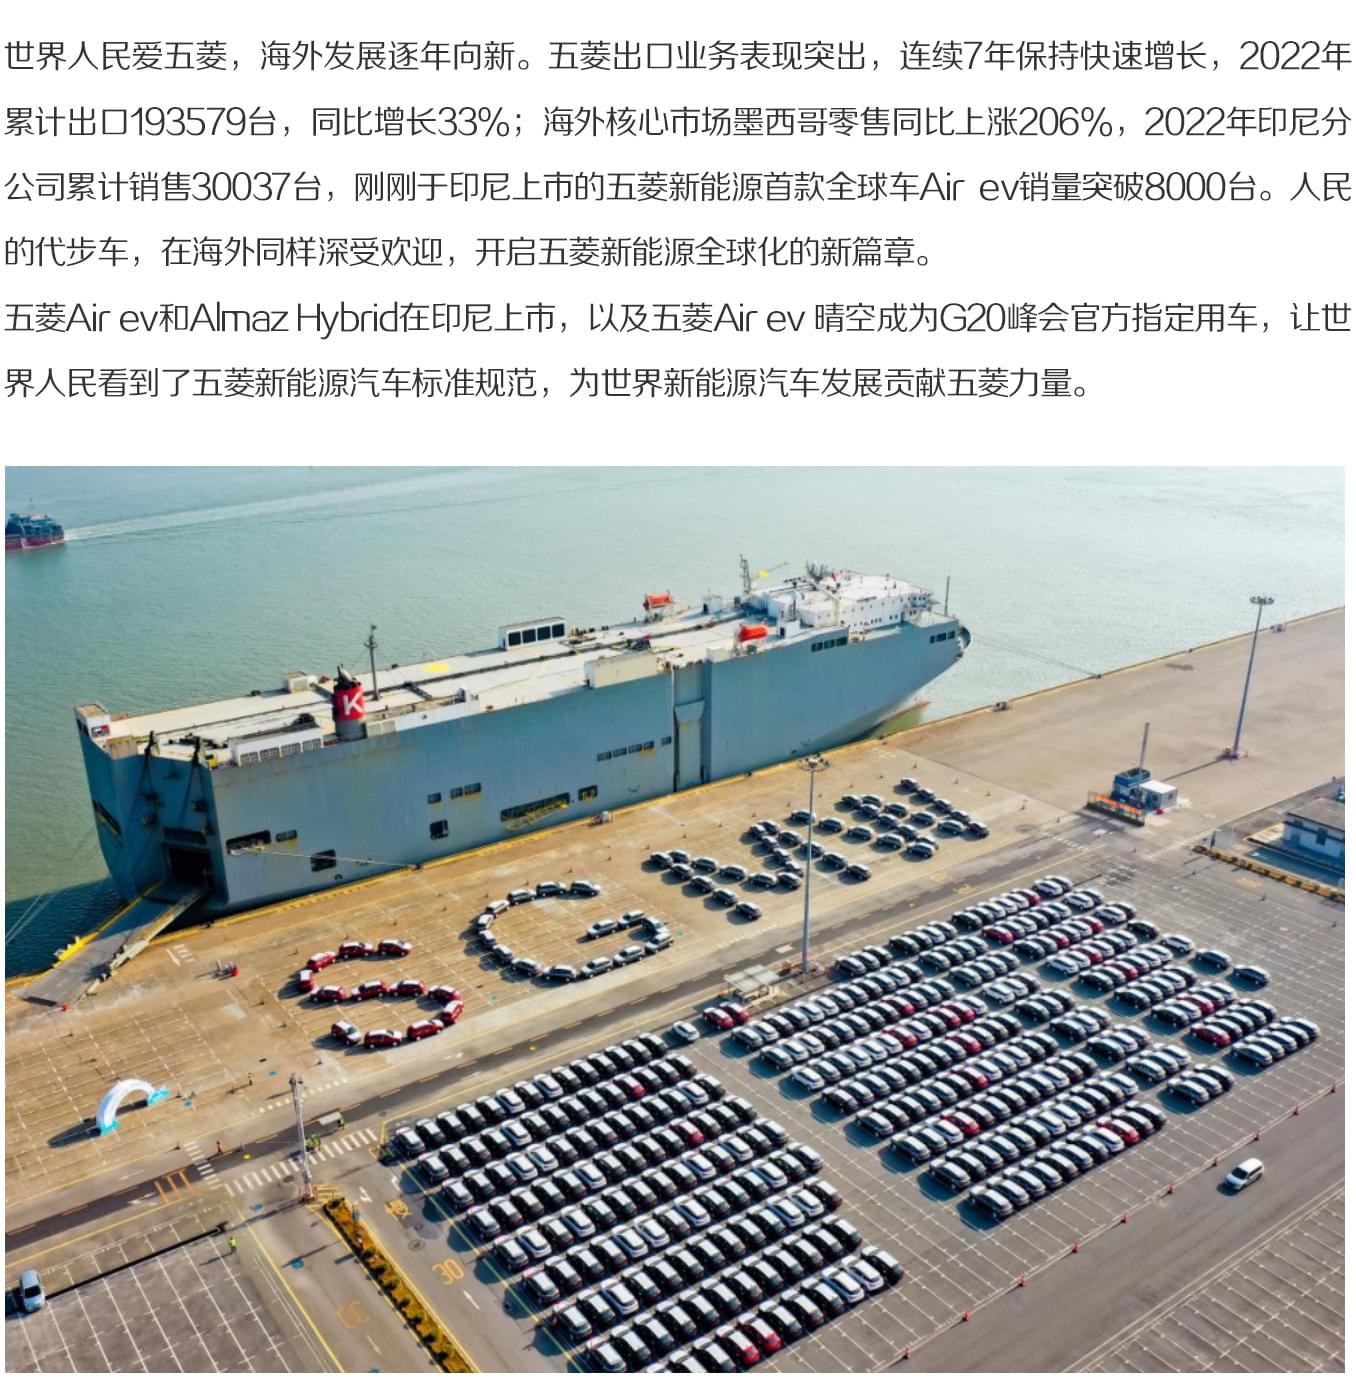 世界人民爱五菱，海外发展逐年向新。五菱出口业务表现突出，连续7年保持快速增长，2022年
累计出口193579台，同比增长33%；海外核心市场墨西哥零售同比上涨206%，2022年印尼分
公司累计销售30037台，刚刚于印尼上市的五菱新能源首款全球车Air ev销量突破8000台。人民
的代步车，在海外同样深受欢迎，开启五菱新能源全球化的新篇章。
五菱Air ev和Almaz Hybrid在印尼上市，以及五菱Air ev 晴空成为G20峰会官方指定用车，让世
界人民看到了五菱新能源汽车标准规范，为世界新能源汽车发展贡献五菱力量。
K
SGMW
30